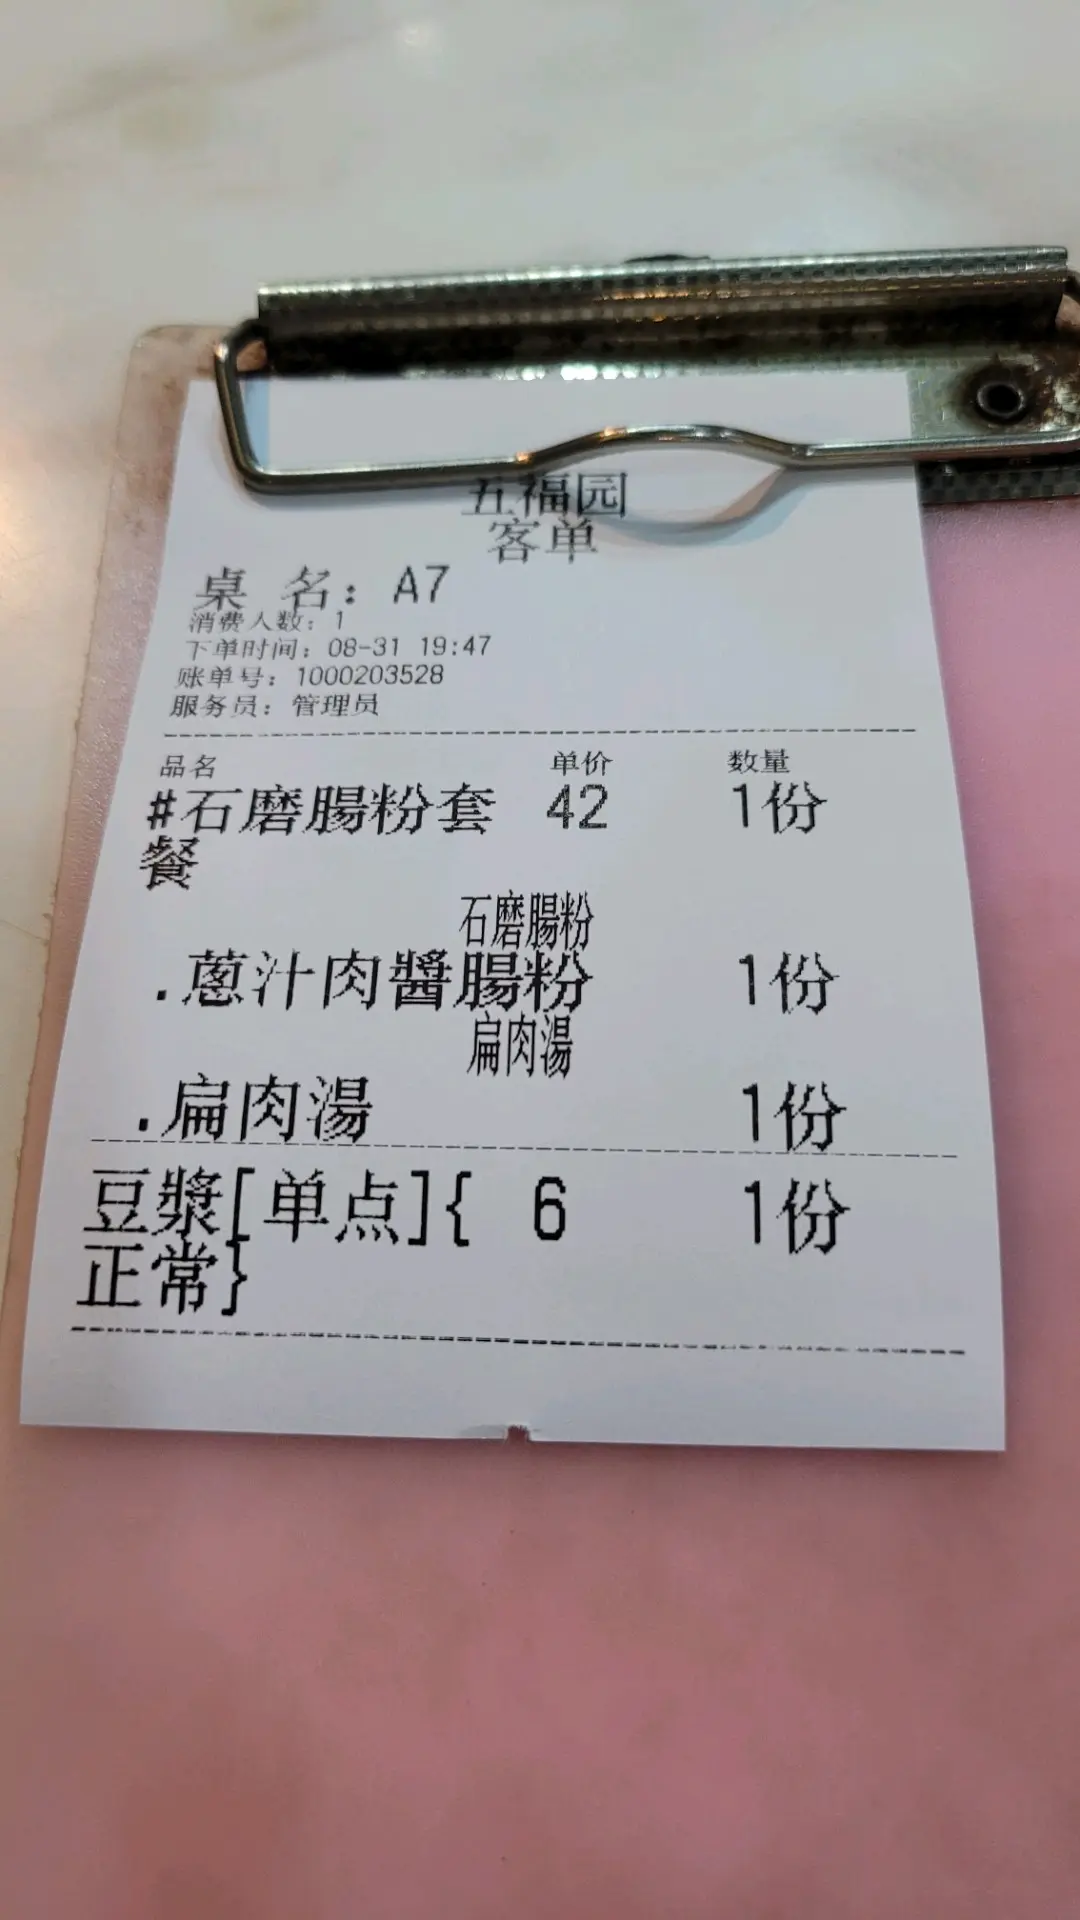 五福园
客单
桌 名：A7
消费人数：1
下单时间：08-31 19:47
账单号：1000203528
服务员：管理员
品名 单价 数量
#石磨腸粉套 42 1份
餐
石磨腸粉
.蔥汁肉醬腸粉 1份
扁肉湯
.扁肉湯 1份
豆漿[单点]{ 6 1份
正常}